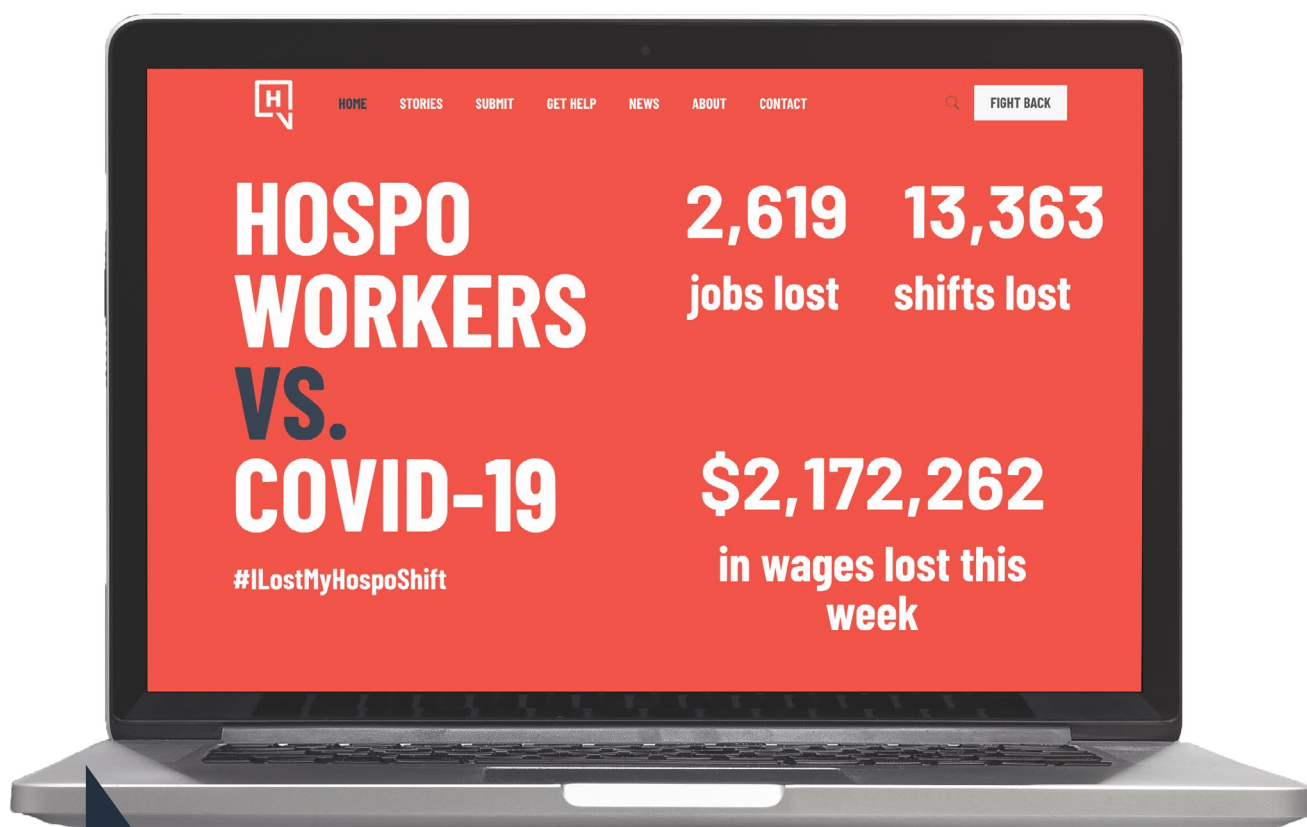 H
HOME STORIES SUBMIT GET HELP NEWS ABOUT CONTACT FIGHT BACK
HOSPO
WORKERS
VS.
COVID-19
#ILostMyHospoShift
2,619 13,363
jobs lost shifts lost
$2,172,262
in wages lost this
week